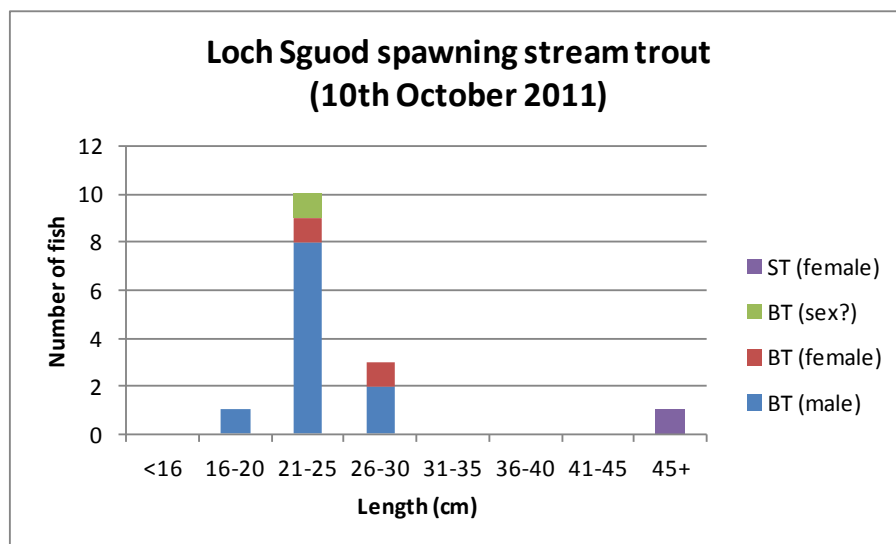 Loch Sguod spawning stream trout
(10th October 2011)
Number of fish
12
10
8
6
4
2
0
<16 16-20 21-25 26-30 31-35 36-40 41-45 45+
Length (cm)
ST (female)
BT (sex?)
BT (female)
BT (male)